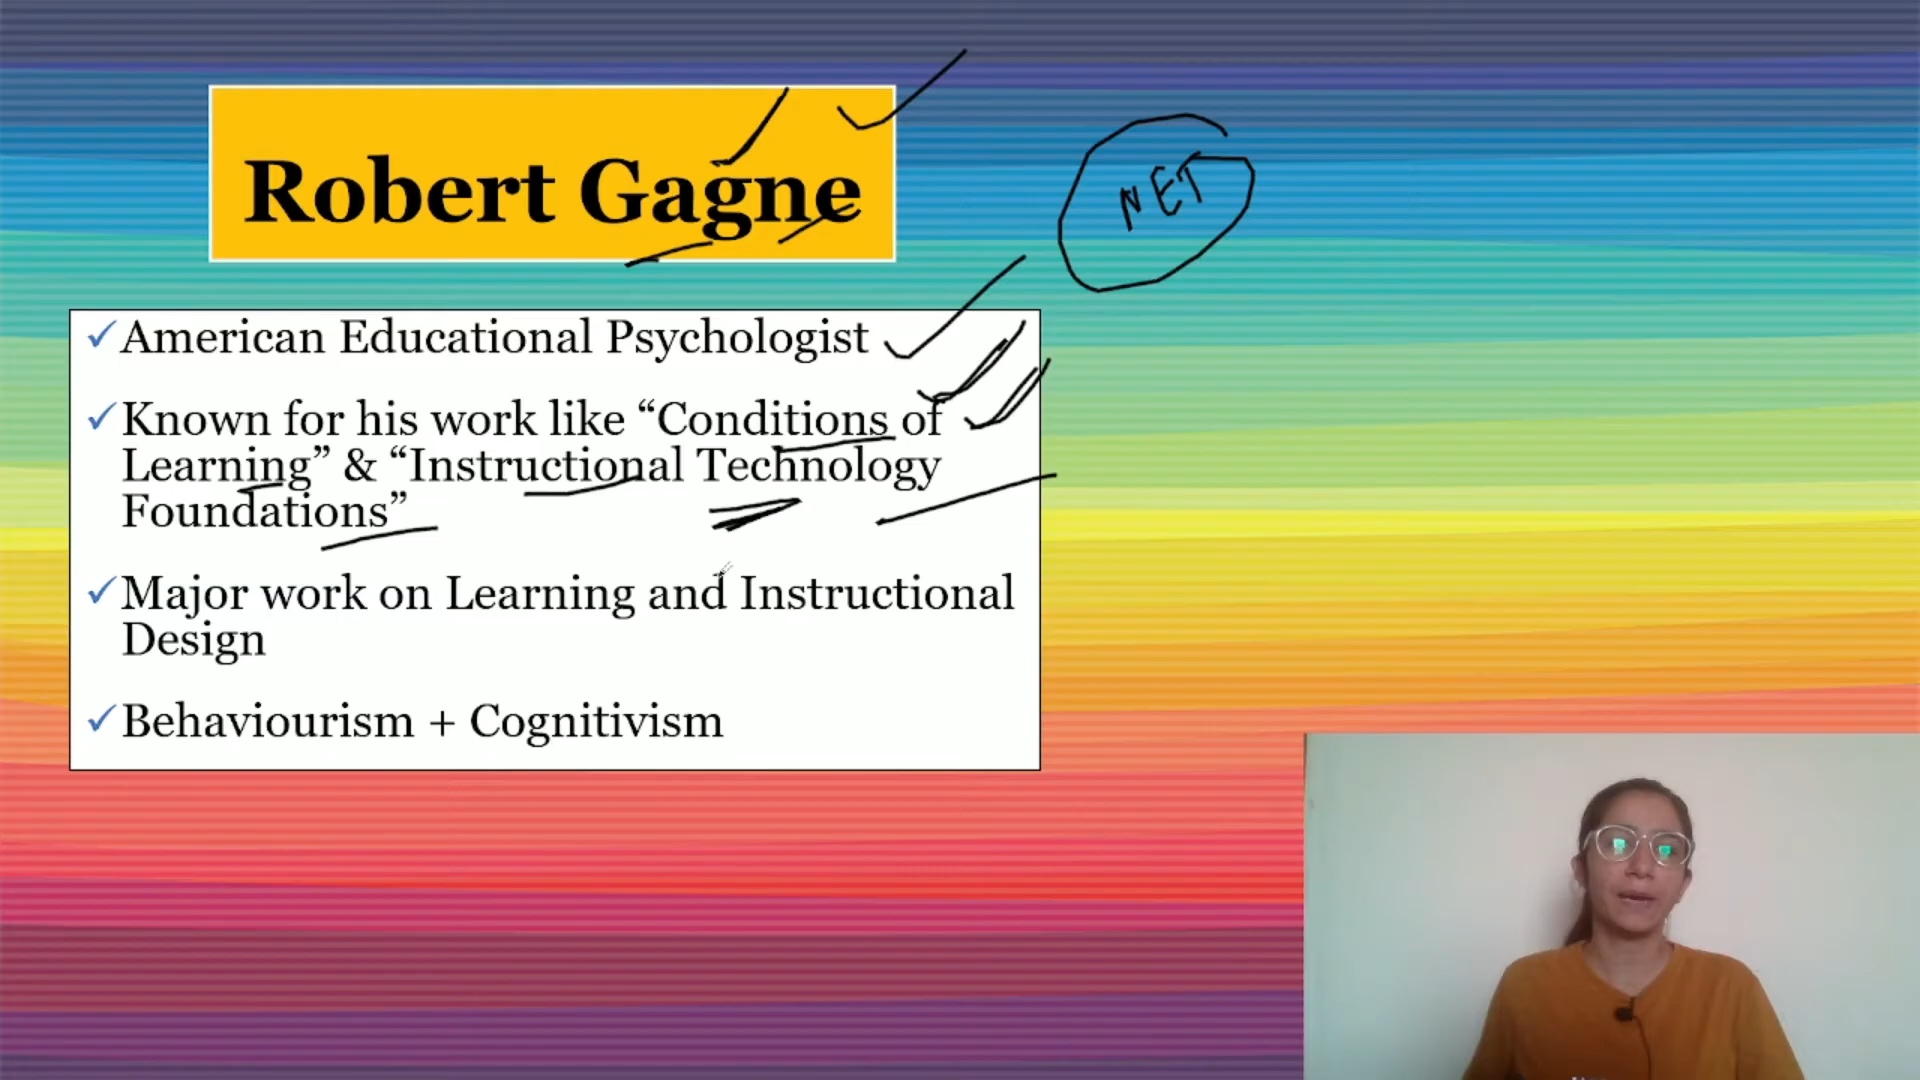 Robert Gagne
NET
American Educational Psychologist
Known for his work like “Conditions of
Learning” & “Instructional Technology
Foundations”
Major work on Learning and Instructional
Design
Behaviourism + Cognitivism